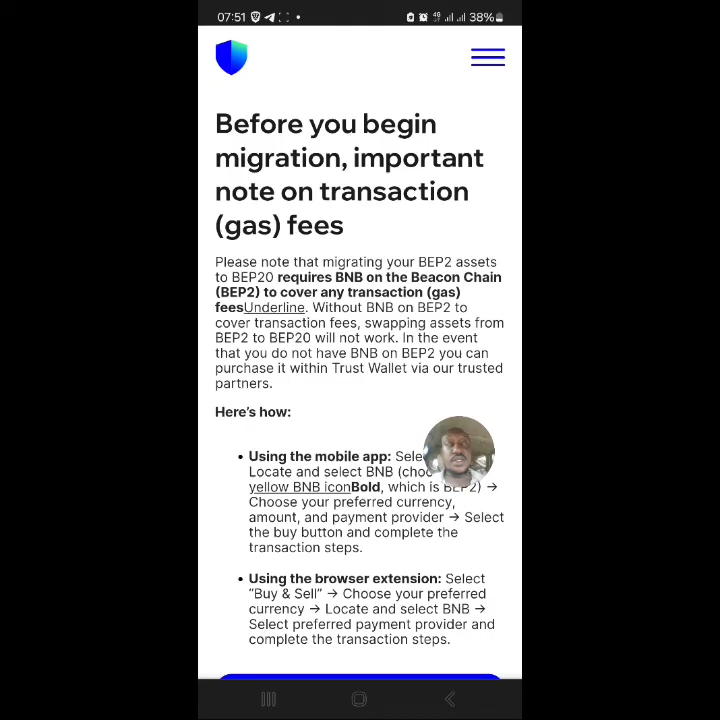 07:51 4G 38%
Before you begin
migration, important
note on transaction
(gas) fees
Please note that migrating your BEP2 assets
to BEP20 requires BNB on the Beacon Chain
(BEP2) to cover any transaction (gas)
feesUnderline. Without BNB on BEP2 to
cover transaction fees, swapping assets from
BEP2 to BEP20 will not work. In the event
that you do not have BNB on BEP2 you can
purchase it within Trust Wallet via our trusted
partners.
Here's how:
• Using the mobile app:
Locate and select BNB
yellow BNB iconBold, which is BEP2) →
Choose your preferred currency,
amount, and payment provider → Select
the buy button and complete the
transaction steps.
• Using the browser extension: Select
“Buy & Sell” → Choose your preferred
currency → Locate and select BNB →
Select preferred payment provider and
complete the transaction steps.